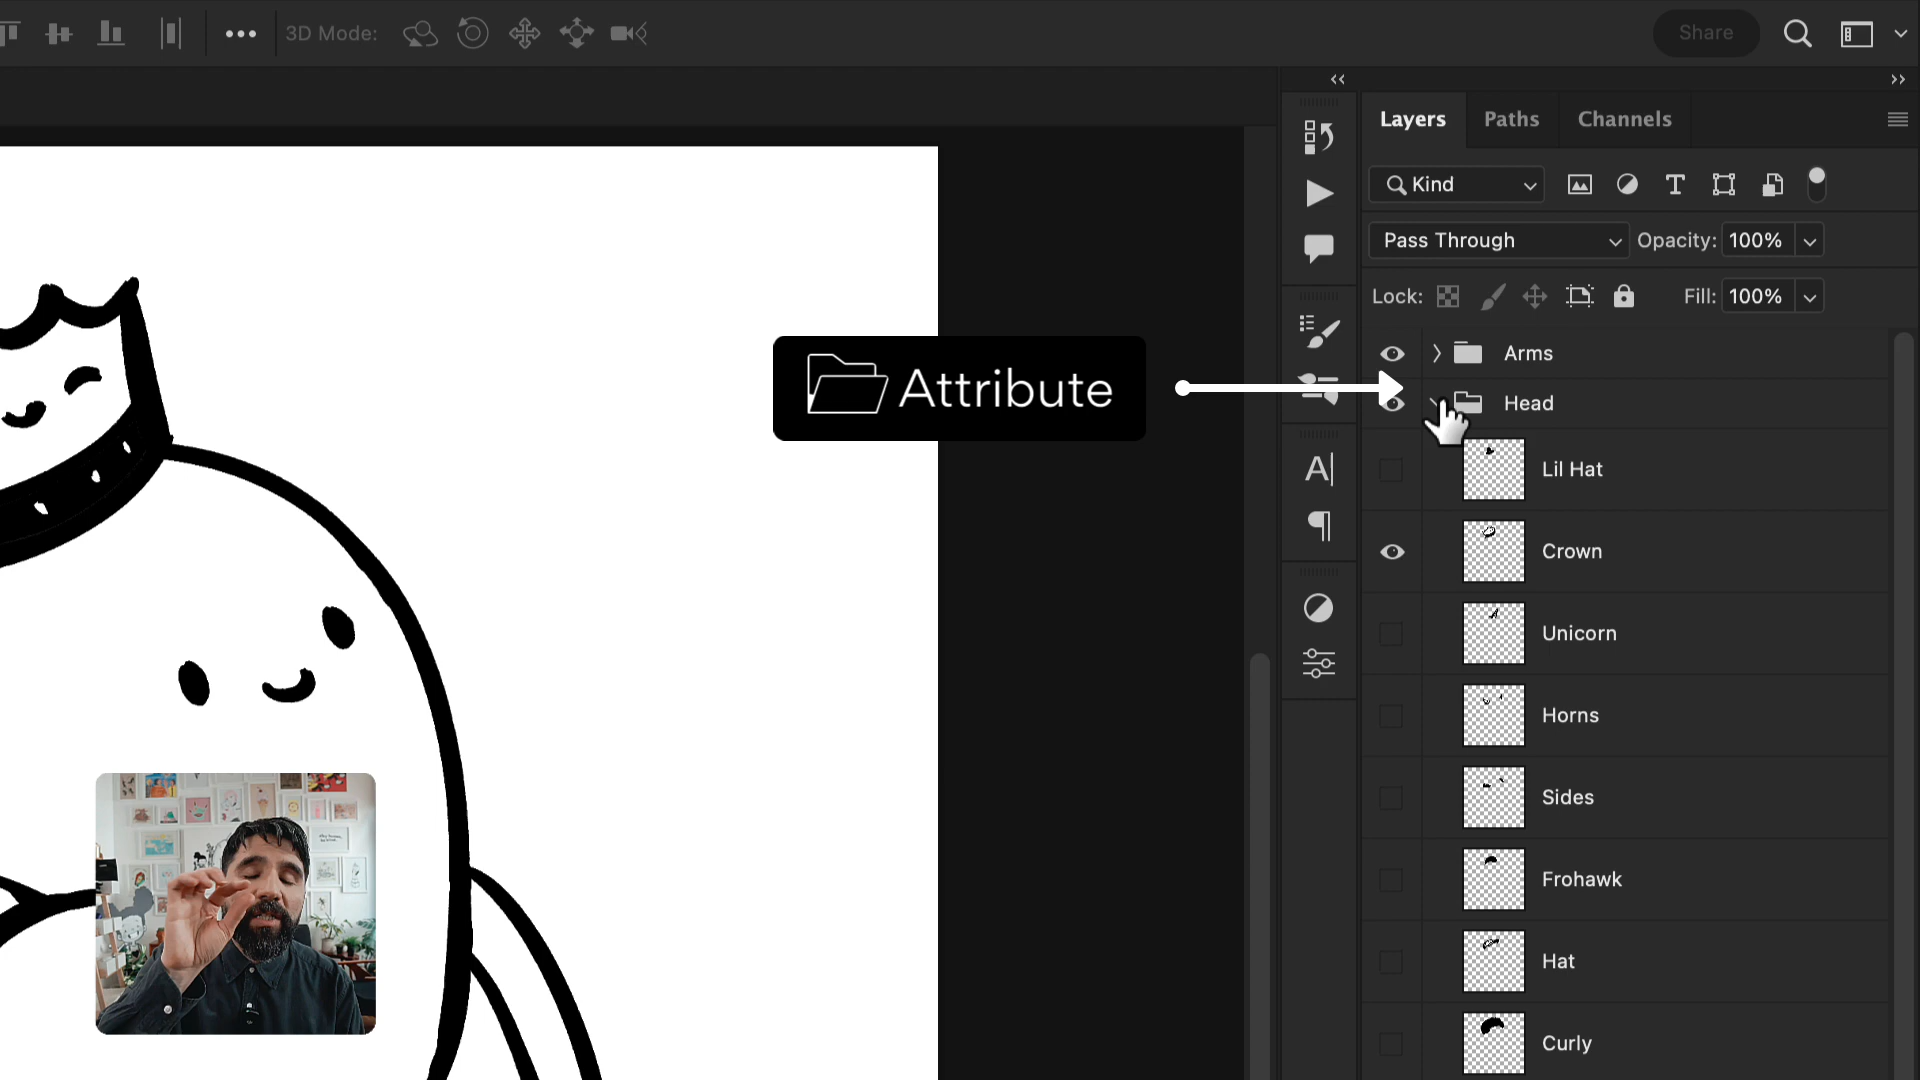 3D Mode:
Share
Layers
Paths
Channels
Kind
Pass Through
Opacity: 100%
Lock:
Fill: 100%
Arms
Attribute
Head
Lil Hat
Crown
Unicorn
Horns
Sides
Frohawk
Hat
Curly